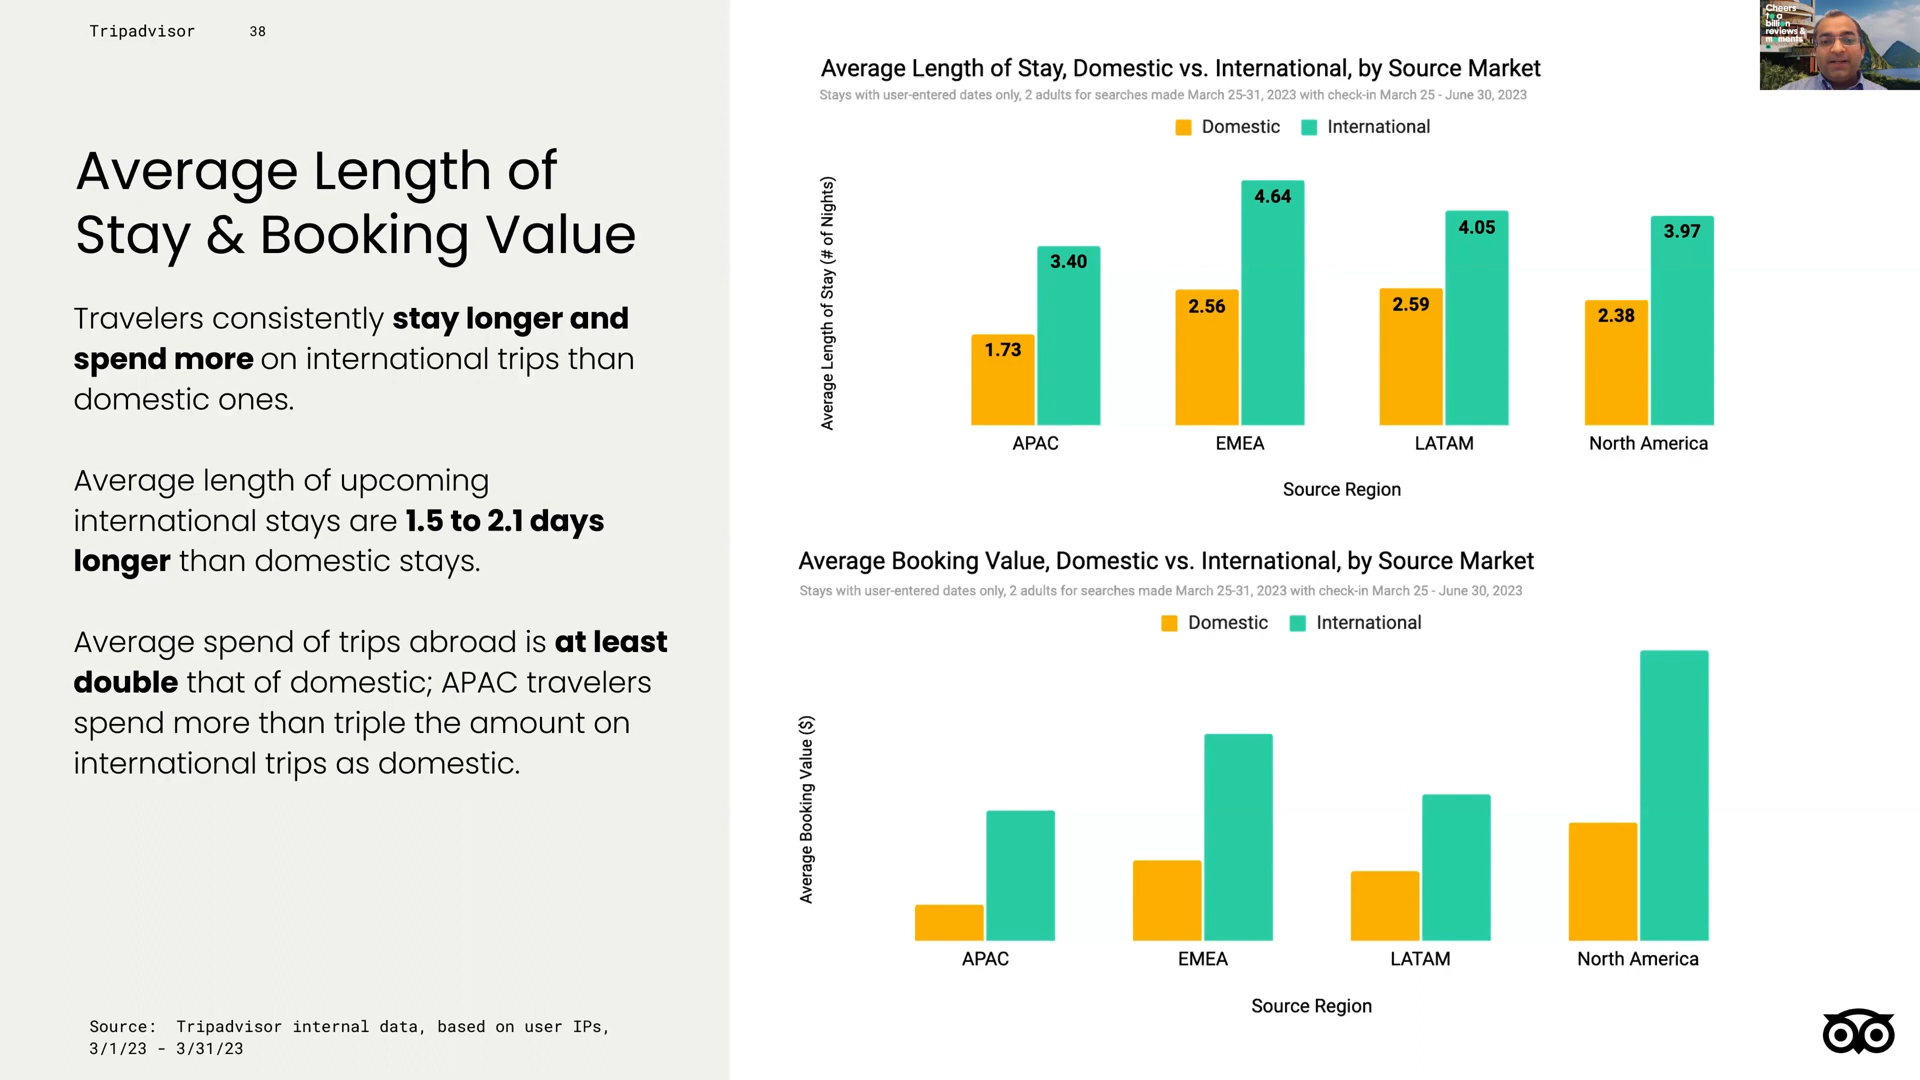 Tripadvisor 38
Average Length of
Stay & Booking Value
Travelers consistently stay longer and
spend more on international trips than
domestic ones.
Average length of upcoming
international stays are 1.5 to 2.1 days
longer than domestic stays.
Average spend of trips abroad is at least
double that of domestic; APAC travelers
spend more than triple the amount on
international trips as domestic.
Source: Tripadvisor internal data, based on user IPs,
3/1/23 - 3/31/23
Average Length of Stay, Domestic vs. International, by Source Market
Stays with user-entered dates only, 2 adults for searches made March 25-31, 2023 with check-in March 25 - June 30, 2023
Domestic International
Average Length of Stay (# of Nights)
1.73 3.40 2.56 4.64 2.59 4.05 2.38 3.97
APAC EMEA LATAM North America
Source Region
Average Booking Value, Domestic vs. International, by Source Market
Stays with user-entered dates only, 2 adults for searches made March 25-31, 2023 with check-in March 25 - June 30, 2023
Domestic International
Average Booking Value ($)
APAC EMEA LATAM North America
Source Region
Cheers
to a
billion
reviews &
moments